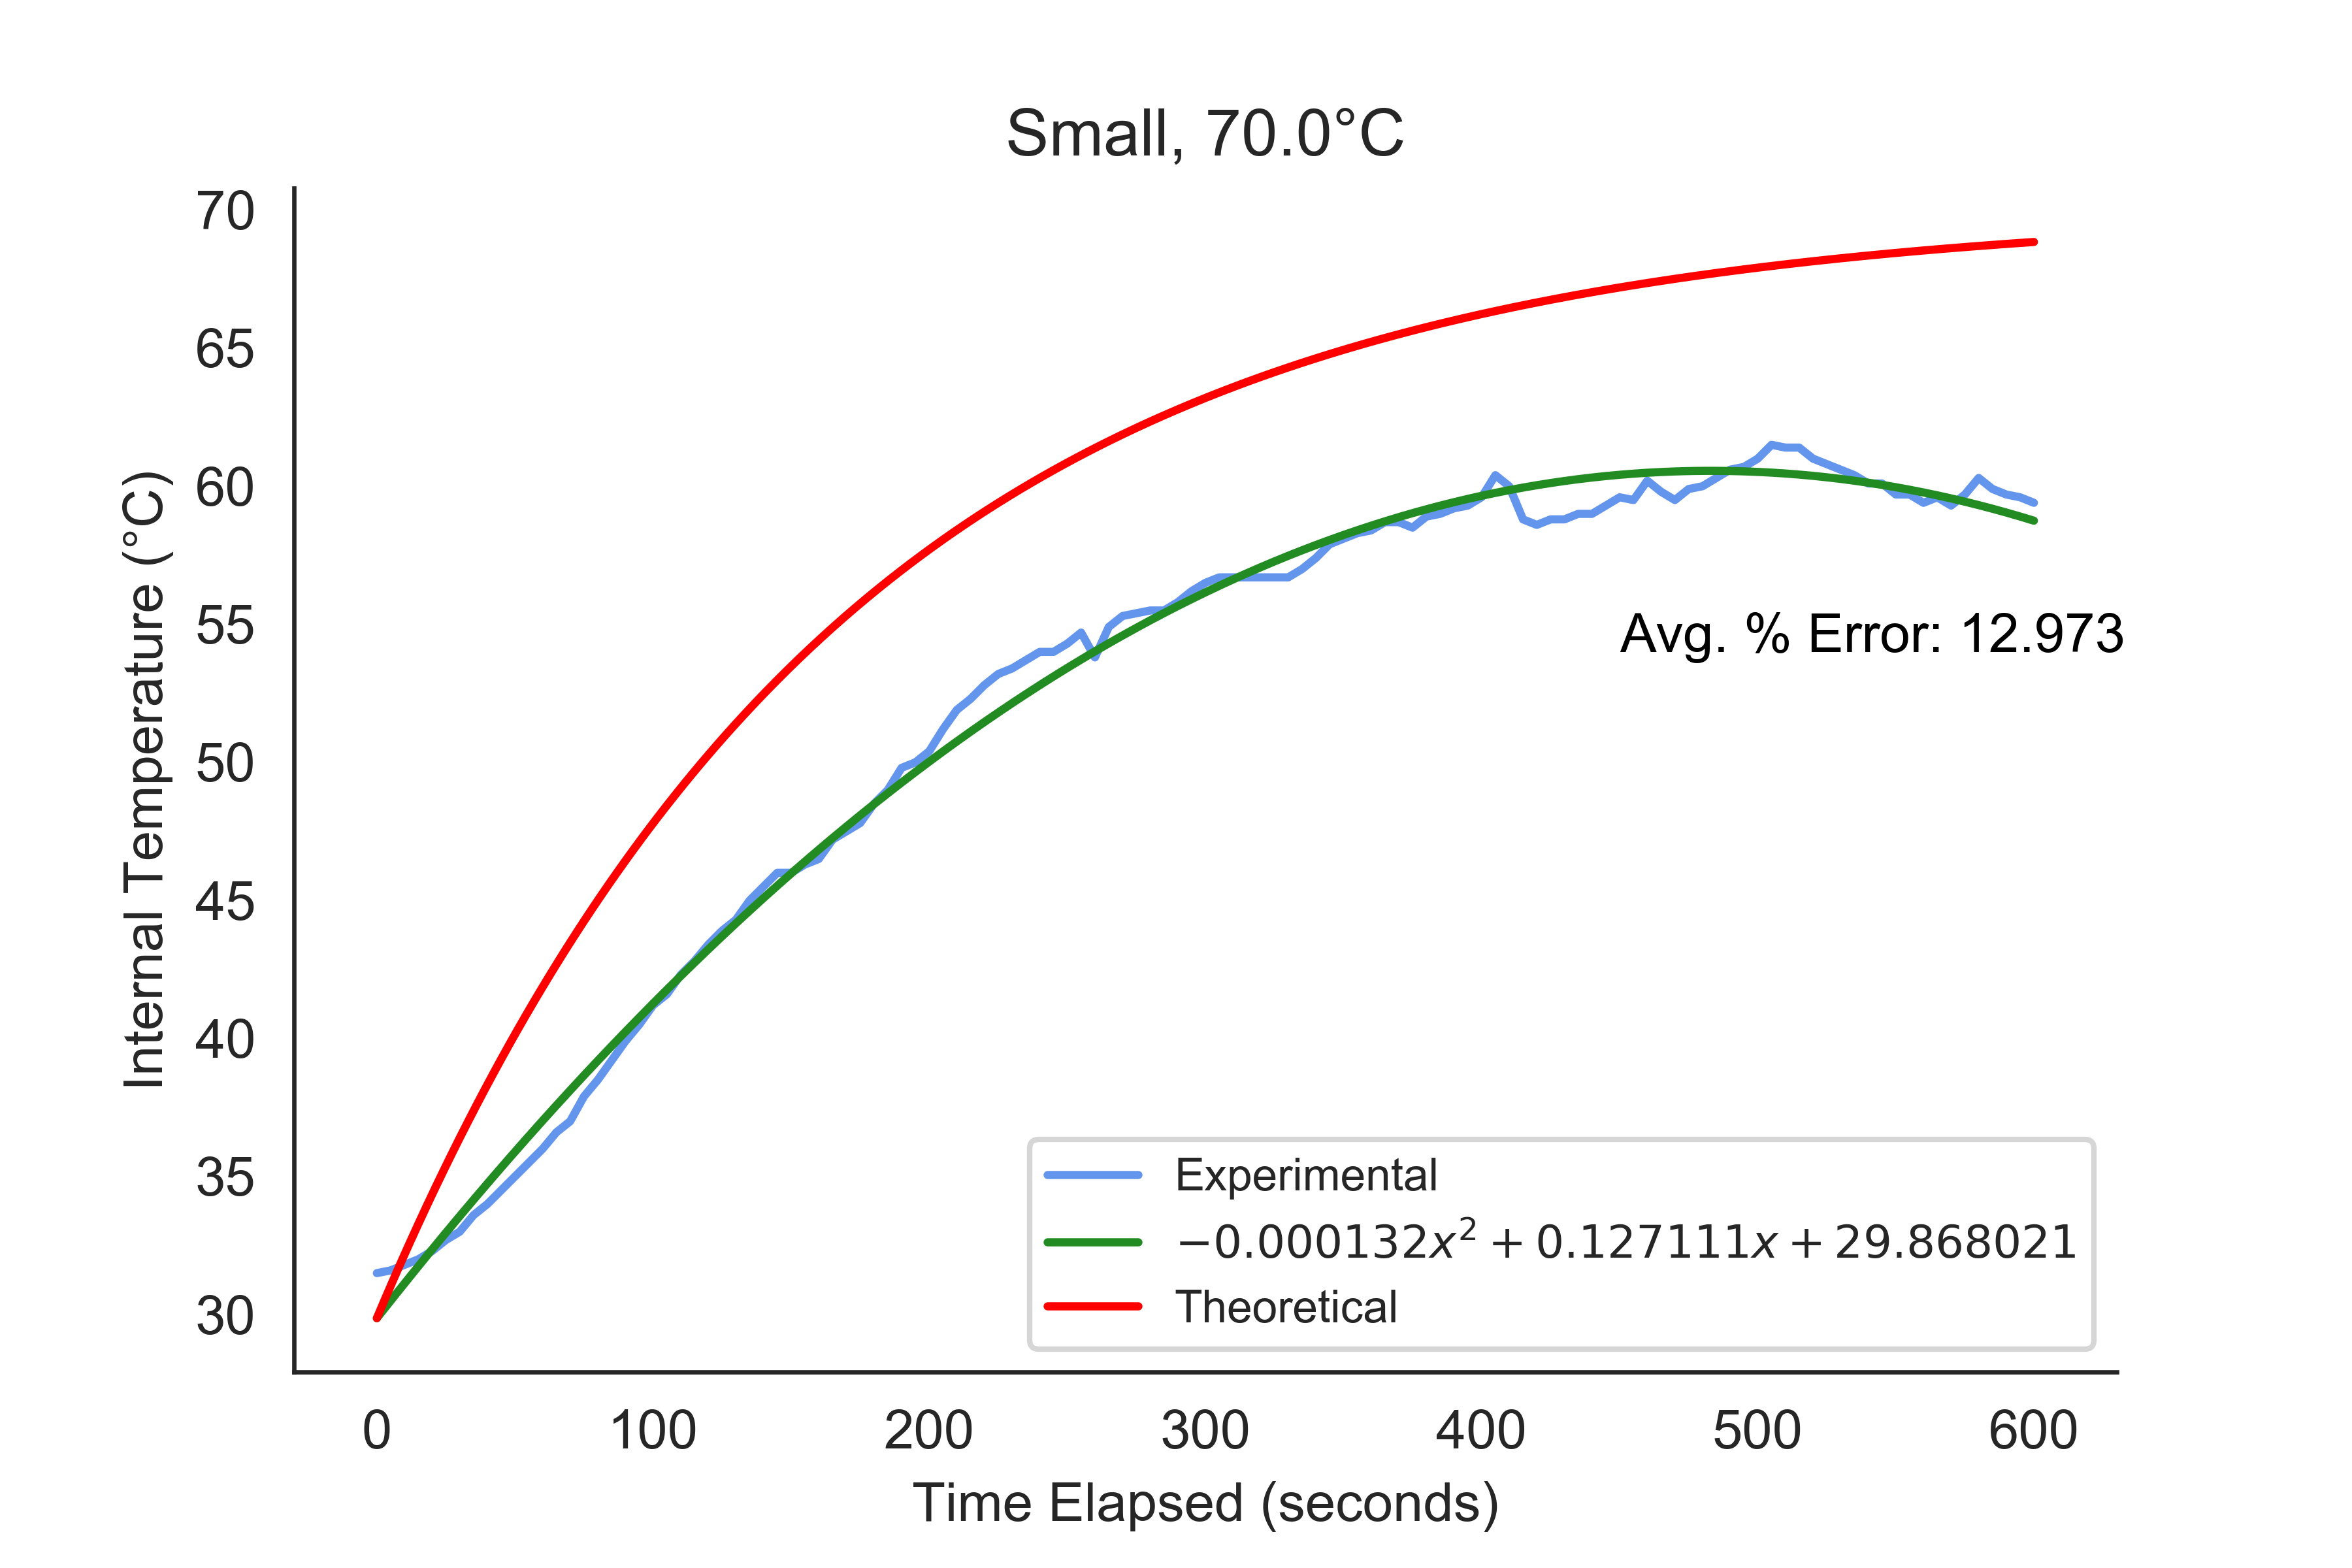 Small, 70.0°C
Internal Temperature (°C)
70
65
60
55
50
45
40
35
30
Avg. % Error: 12.973
Experimental
−0.000132x² + 0.127111x + 29.868021
Theoretical
0 100 200 300 400 500 600
Time Elapsed (seconds)